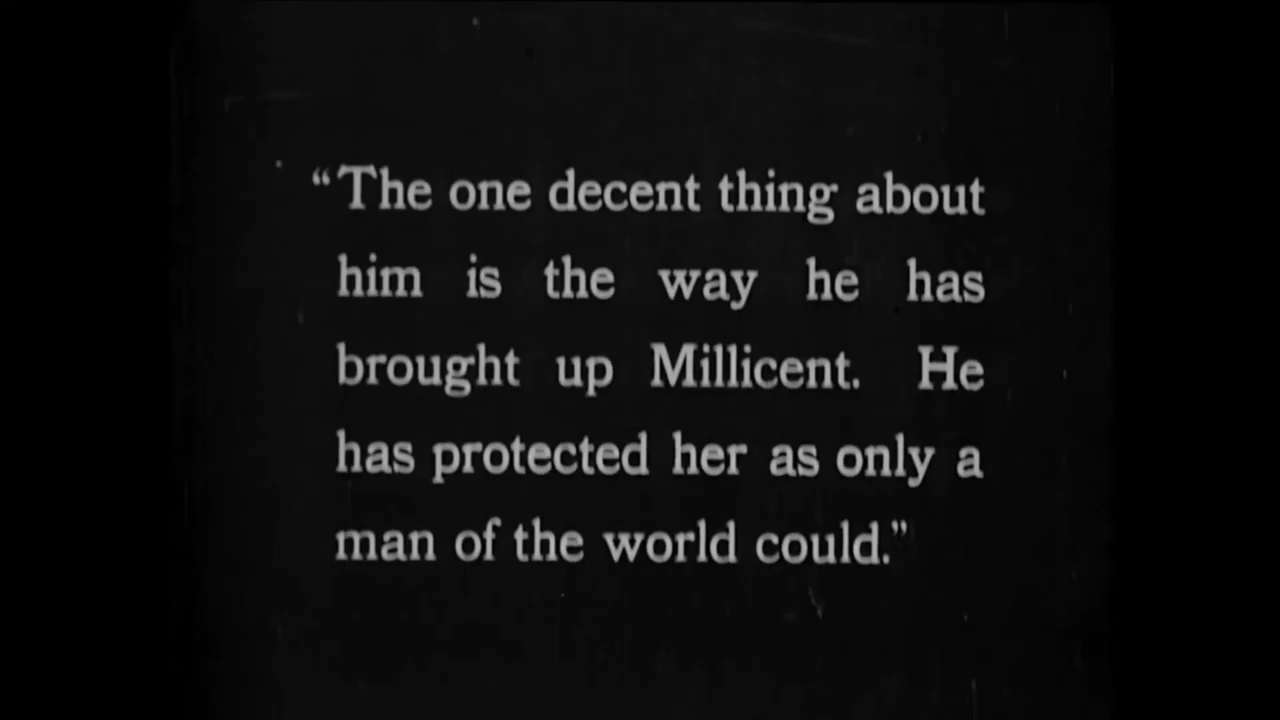 “The one decent thing about
him is the way he has
brought up Millicent. He
has protected her as only a
man of the world could.”